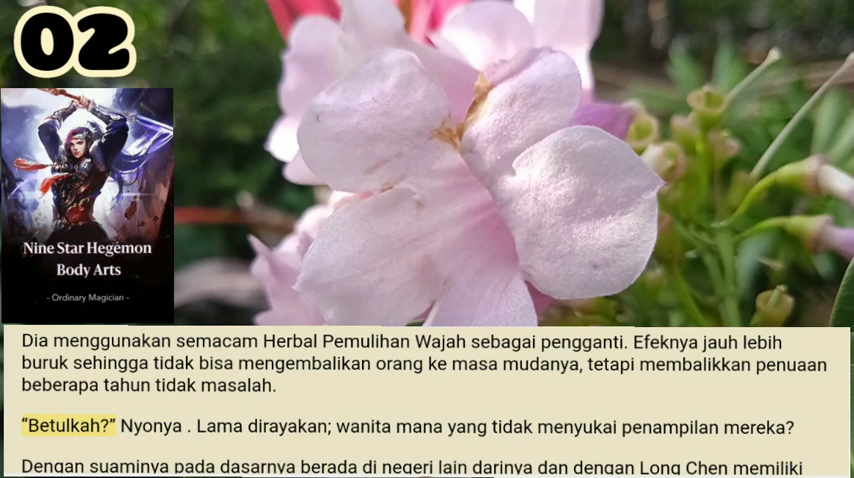 02
Nine Star Hegemon
Body Arts
- Ordinary Magician -
Dia menggunakan semacam Herbal Pemulihan Wajah sebagai pengganti. Efeknya jauh lebih
buruk sehingga tidak bisa mengembalikan orang ke masa mudanya, tetapi membalikkan penuaan
beberapa tahun tidak masalah.
“Betulkah?” Nyonya . Lama dirayakan; wanita mana yang tidak menyukai penampilan mereka?
Dengan suaminya pada dasarnya berada di negeri lain darinya dan dengan Long Chen memiliki